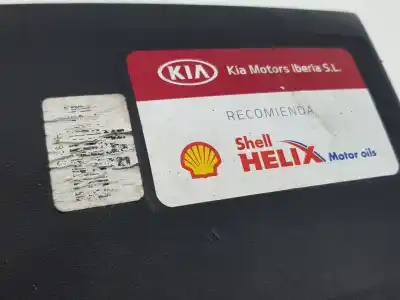 KIA Kia Motors Iberia S.L.
RECOMIENDA
Shell
HELIX Motor oils